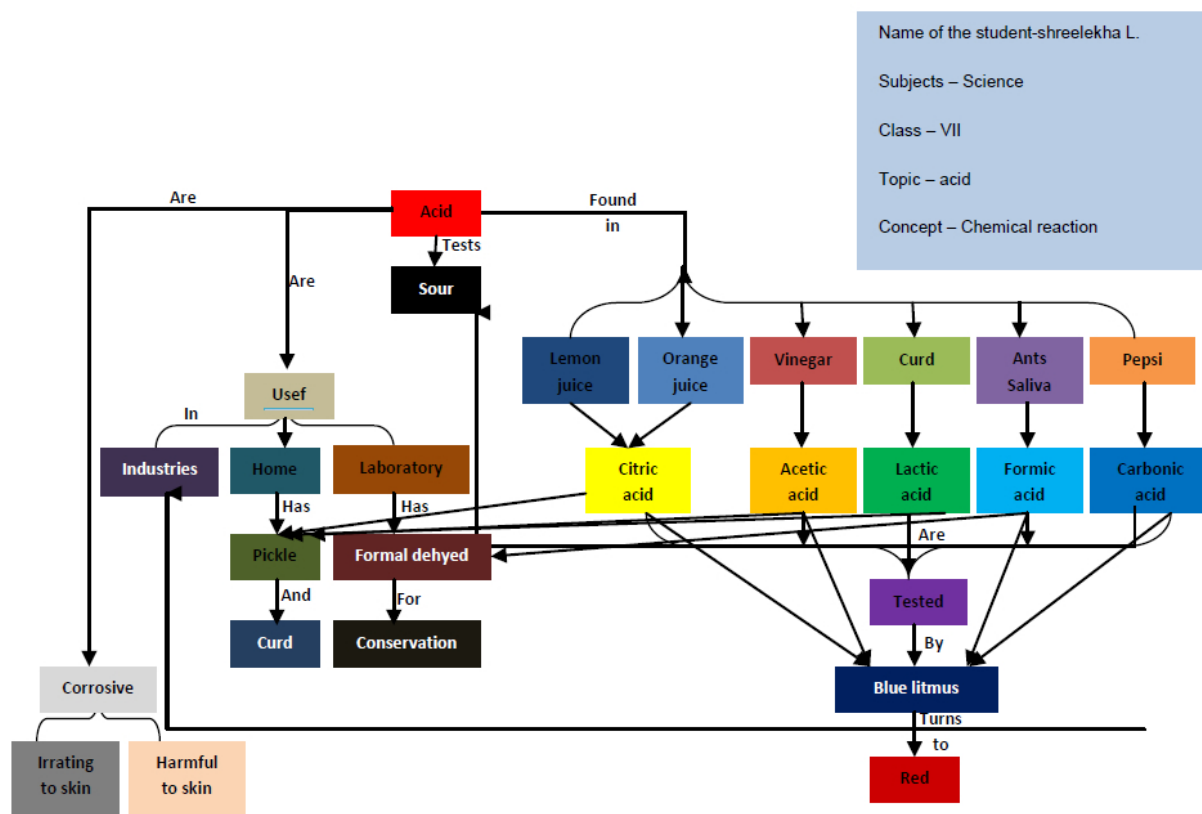 Name of the student-shreelekha L.
Subjects – Science
Class – VII
Topic – acid
Concept – Chemical reaction
Are
Acid
Found
in
Tests
Are
Sour
Lemon
juice
Orange
juice
Vinegar
Curd
Ants
Saliva
Pepsi
Usef
In
Industries
Home
Laboratory
Citric
acid
Acetic
acid
Lactic
acid
Formic
acid
Carbonic
acid
Has
Has
Are
Pickle
Formal dehyed
And
For
Tested
Curd
Conservation
By
Corrosive
Blue litmus
Turns
to
Irrating
to skin
Harmful
to skin
Red